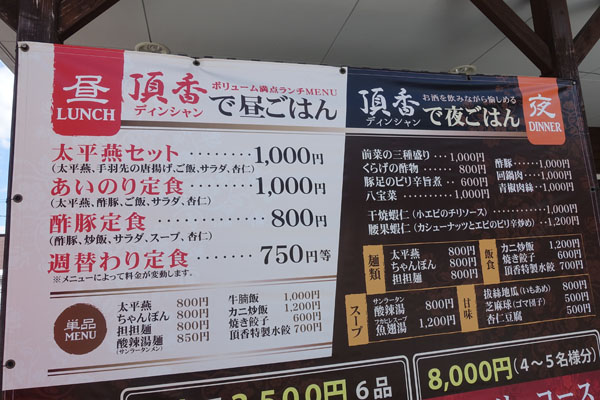 昼
LUNCH
頂香
ディンシャン
ボリューム満点ランチMENU
で昼ごはん
太平燕セット………1,000円
(太平燕、手羽先の唐揚げ、ご飯、サラダ、杏仁)
あいのり定食………1,000円
(太平燕、酢豚、ご飯、サラダ、杏仁)
酢豚定食………800円
(酢豚、炒飯、サラダ、スープ、杏仁)
週替わり定食………750円等
※メニューによって料金が変動します。
単品
MENU
太平燕 800円
ちゃんぽん 800円
担担麺 800円
酸辣湯麺 850円
(サンラータンメン)
牛腩飯 1,000円
カニ炒飯 1,200円
焼き餃子 600円
頂香特製水餃 700円
頂香
ディンシャン
お酒を飲みながら愉しめる
で夜ごはん
夜
DINNER
前菜の三種盛り…1,000円
くらげの酢物……800円
豚足のピリ辛旨煮…600円
八宝菜………1,000円
酢豚………1,000円
回鍋肉……1,000円
青椒肉絲…1,000円
干焼蝦仁(小エビのチリソース)………1,000円
腰果蝦仁(カシューナッツとエビのピリ辛炒め)…1,200円
麺類
太平燕 800円
ちゃんぽん 800円
担担麺 800円
飯食
カニ炒飯 1,200円
焼き餃子 600円
頂香特製水餃 700円
スープ
サンラータン
酸辣湯 800円
フカヒレスープ
魚翅湯 1,200円
甘味
抜絲地瓜(いもあめ) 800円
芝麻球(ゴマ団子) 500円
杏仁豆腐 500円
3,500円 6品
8,000円(4〜5名様分)
コース